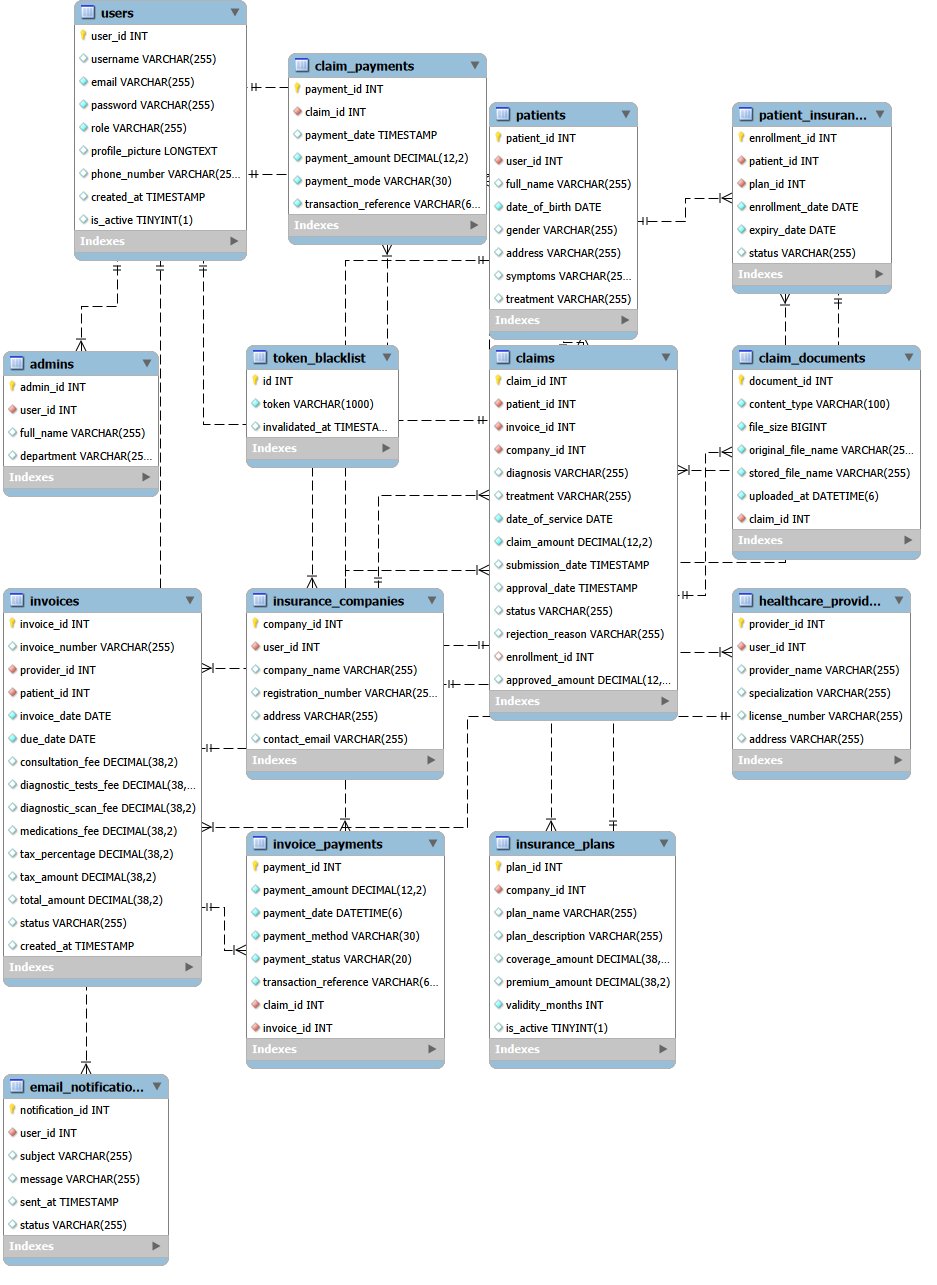 users
user_id INT
username VARCHAR(255)
email VARCHAR(255)
password VARCHAR(255)
role VARCHAR(255)
profile_picture LONGTEXT
phone_number VARCHAR(25...
created_at TIMESTAMP
is_active TINYINT(1)
Indexes
claim_payments
payment_id INT
claim_id INT
payment_date TIMESTAMP
payment_amount DECIMAL(12,2)
payment_mode VARCHAR(30)
transaction_reference VARCHAR(6...
Indexes
patients
patient_id INT
user_id INT
full_name VARCHAR(255)
date_of_birth DATE
gender VARCHAR(255)
address VARCHAR(255)
symptoms VARCHAR(25...
treatment VARCHAR(255)
Indexes
patient_insuran...
enrollment_id INT
patient_id INT
plan_id INT
enrollment_date DATE
expiry_date DATE
status VARCHAR(255)
Indexes
admins
admin_id INT
user_id INT
full_name VARCHAR(255)
department VARCHAR(25...
Indexes
token_blacklist
id INT
token VARCHAR(1000)
invalidated_at TIMESTA...
Indexes
claims
claim_id INT
patient_id INT
invoice_id INT
company_id INT
diagnosis VARCHAR(255)
treatment VARCHAR(255)
date_of_service DATE
claim_amount DECIMAL(12,2)
submission_date TIMESTAMP
approval_date TIMESTAMP
status VARCHAR(255)
rejection_reason VARCHAR(255)
enrollment_id INT
approved_amount DECIMAL(12,...
Indexes
claim_documents
document_id INT
content_type VARCHAR(100)
file_size BIGINT
original_file_name VARCHAR(25...
stored_file_name VARCHAR(255)
uploaded_at DATETIME(6)
claim_id INT
Indexes
invoices
invoice_id INT
invoice_number VARCHAR(255)
provider_id INT
patient_id INT
invoice_date DATE
due_date DATE
consultation_fee DECIMAL(38,2)
diagnostic_tests_fee DECIMAL(38,...
diagnostic_scan_fee DECIMAL(38,2)
medications_fee DECIMAL(38,2)
tax_percentage DECIMAL(38,2)
tax_amount DECIMAL(38,2)
total_amount DECIMAL(38,2)
status VARCHAR(255)
created_at TIMESTAMP
Indexes
insurance_companies
company_id INT
user_id INT
company_name VARCHAR(255)
registration_number VARCHAR(25...
address VARCHAR(255)
contact_email VARCHAR(255)
Indexes
healthcare_provid...
provider_id INT
user_id INT
provider_name VARCHAR(255)
specialization VARCHAR(255)
license_number VARCHAR(255)
address VARCHAR(255)
Indexes
invoice_payments
payment_id INT
payment_amount DECIMAL(12,2)
payment_date DATETIME(6)
payment_method VARCHAR(30)
payment_status VARCHAR(20)
transaction_reference VARCHAR(6...
claim_id INT
invoice_id INT
Indexes
insurance_plans
plan_id INT
company_id INT
plan_name VARCHAR(255)
plan_description VARCHAR(255)
coverage_amount DECIMAL(38,...
premium_amount DECIMAL(38,2)
validity_months INT
is_active TINYINT(1)
Indexes
email_notificatio...
notification_id INT
user_id INT
subject VARCHAR(255)
message VARCHAR(255)
sent_at TIMESTAMP
status VARCHAR(255)
Indexes